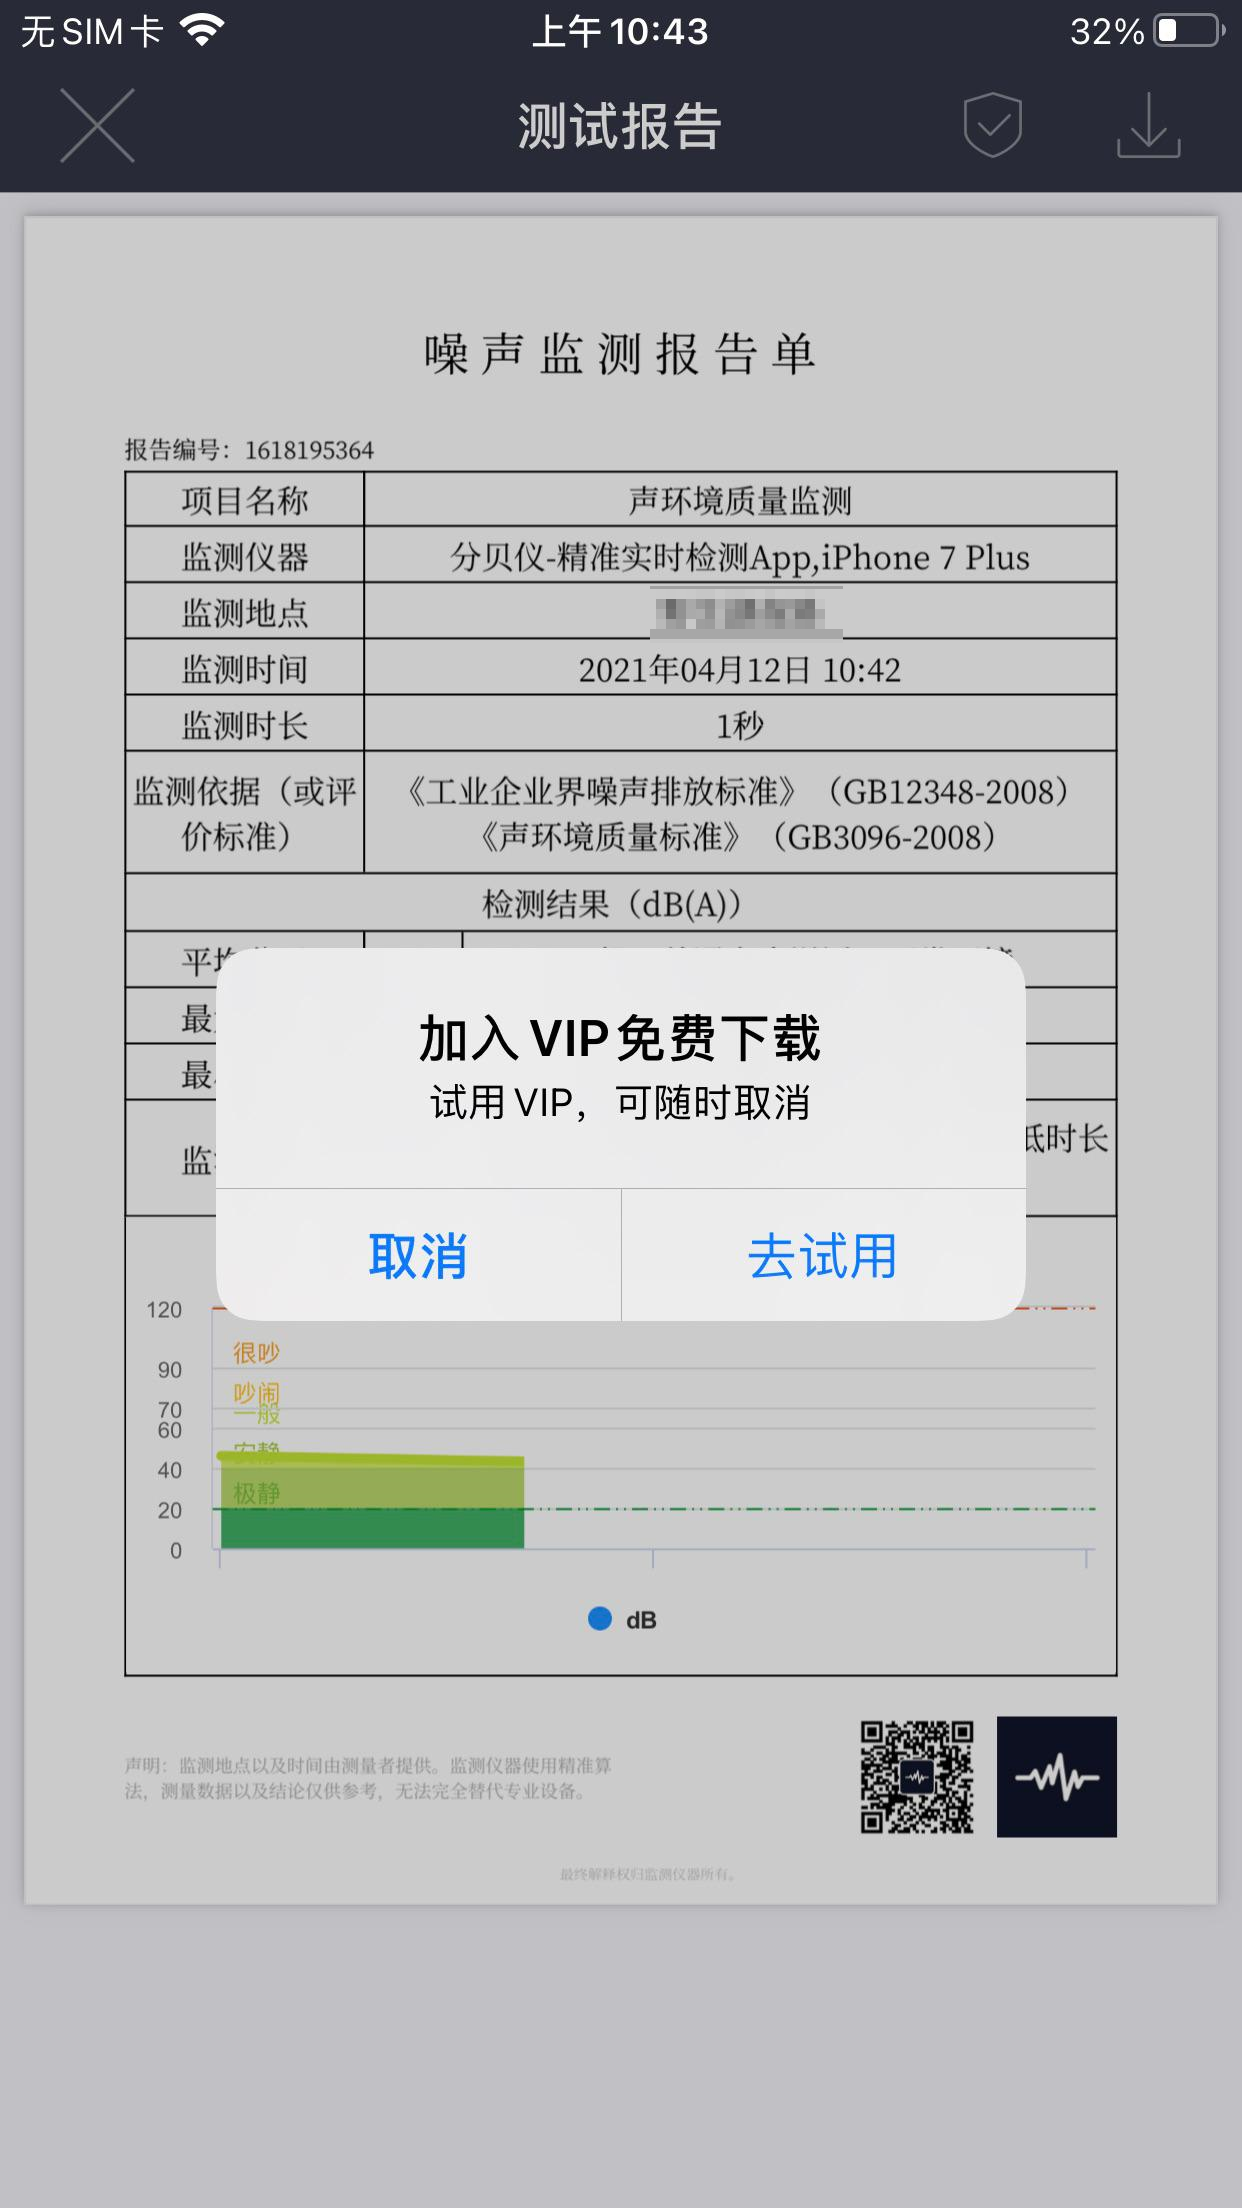 无SIM卡
上午10:43
32%
测试报告
噪声监测报告单
报告编号：1618195364
项目名称 声环境质量监测
监测仪器 分贝仪-精准实时检测App,iPhone 7 Plus
监测地点
监测时间 2021年04月12日 10:42
监测时长 1秒
监测依据（或评
价标准）
《工业企业界噪声排放标准》（GB12348-2008）
《声环境质量标准》（GB3096-2008）
检测结果（dB(A)）
平均
最
最
监
低时长
加入VIP免费下载
试用VIP，可随时取消
取消 去试用
120
很吵
90
吵闹
70
一般
60
安静
40
极静
20
0
dB
声明：监测地点以及时间由测量者提供。监测仪器使用精准算
法，测量数据以及结论仅供参考，无法完全替代专业设备。
最终解释权归监测仪器所有。